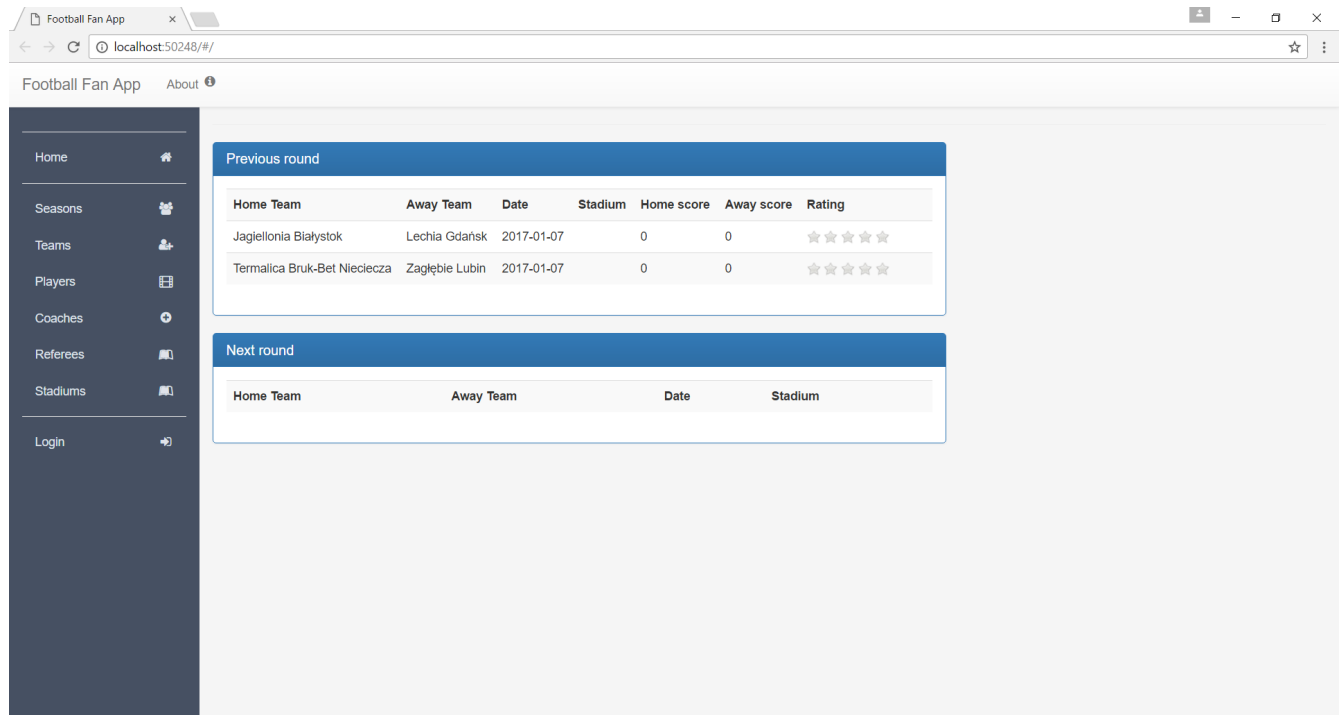 Football Fan App
localhost:50248/#/
Football Fan App About
Home
Seasons
Teams
Players
Coaches
Referees
Stadiums
Login
Previous round
Home Team Away Team Date Stadium Home score Away score Rating
Jagiellonia Białystok Lechia Gdańsk 2017-01-07 0 0
Termalica Bruk-Bet Nieciecza Zagłębie Lubin 2017-01-07 0 0
Next round
Home Team Away Team Date Stadium